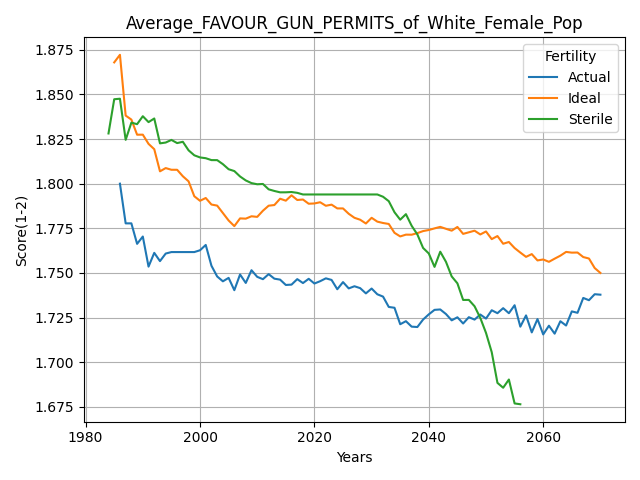 Average_FAVOUR_GUN_PERMITS_of_White_Female_Pop
Fertility
Actual
Ideal
Sterile
Score(1-2)
1.875
1.850
1.825
1.800
1.775
1.750
1.725
1.700
1.675
1980
2000
2020
2040
2060
Years